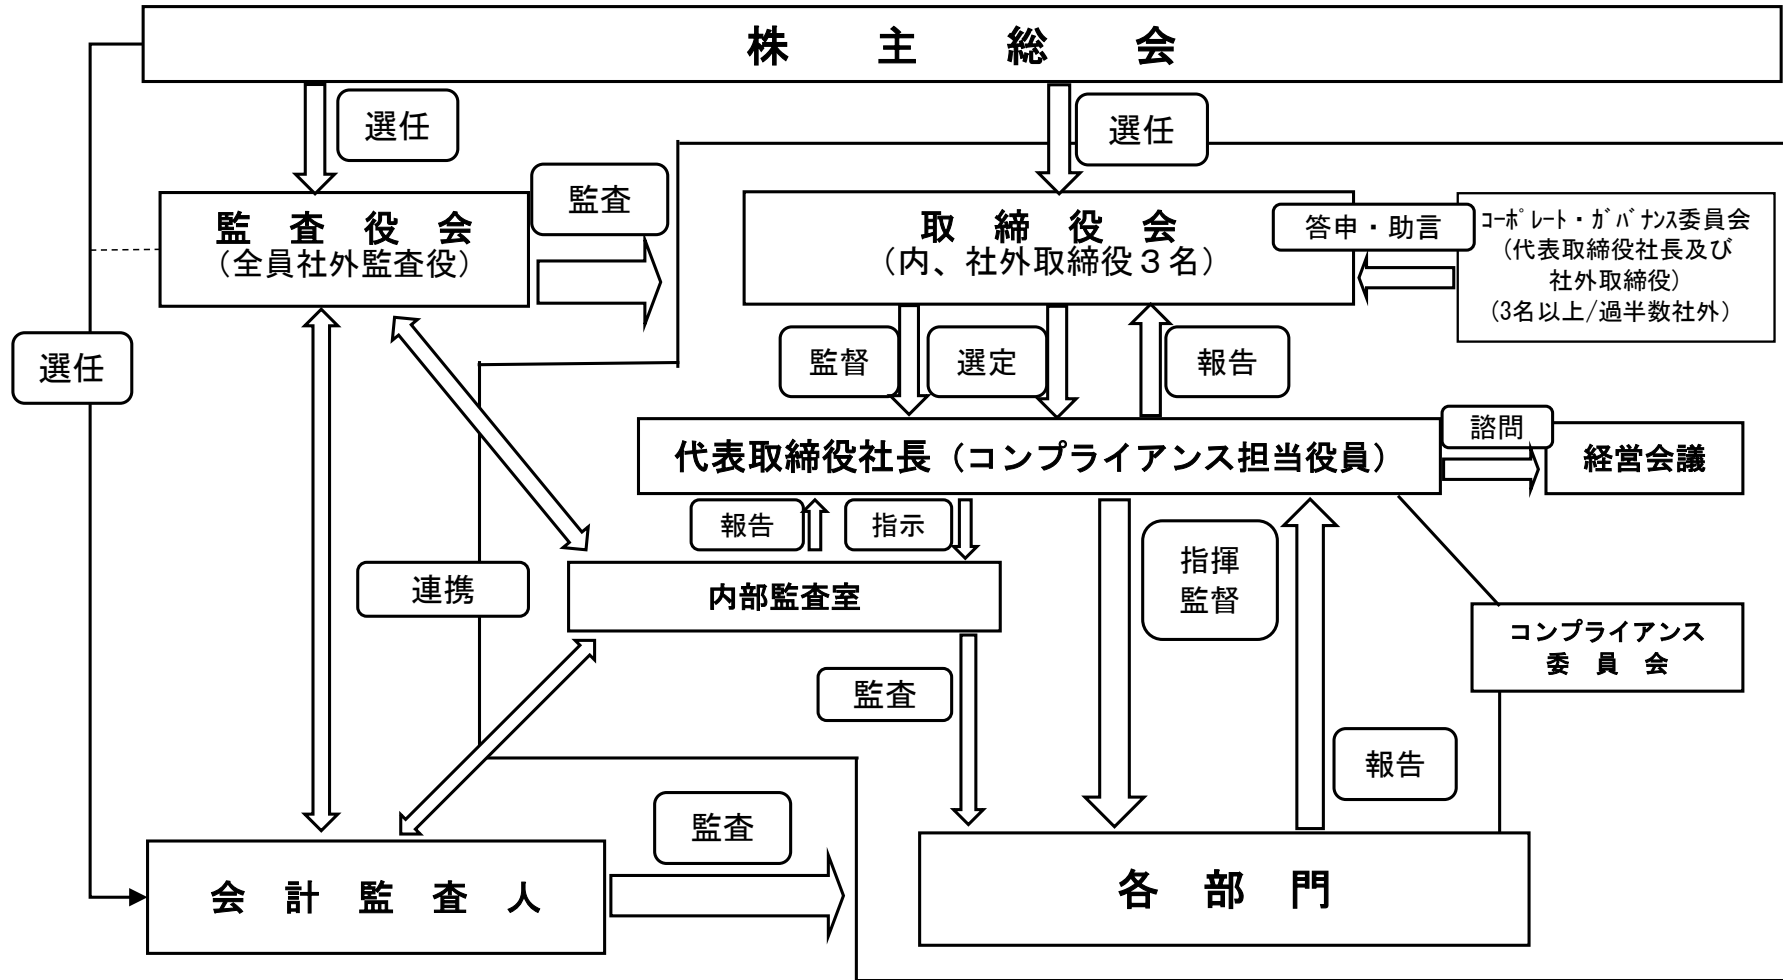 株 主 総 会
選任
選任
監査
監 査 役 会
(全員社外監査役)
取 締 役 会
(内、社外取締役3名)
答申・助言
ｺｰﾎﾟﾚｰﾄ・ｶﾞﾊﾞﾅﾝｽ委員会
(代表取締役社長及び
社外取締役)
(3名以上/過半数社外)
選任
監督
選定
報告
代表取締役社長(コンプライアンス担当役員)
諮問
経営会議
報告
指示
指揮
監督
連携
内部監査室
コンプライアンス
委 員 会
監査
報告
監査
会 計 監 査 人
各 部 門